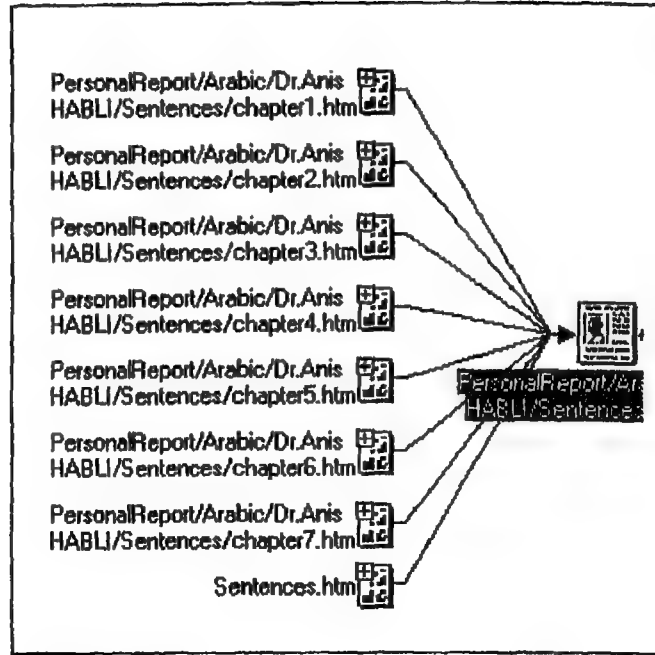 PersonalReport/Arabic/Dr.Anis
HABLI/Sentences/chapter1.htm
PersonalReport/Arabic/Dr.Anis
HABLI/Sentences/chapter2.htm
PersonalReport/Arabic/Dr.Anis
HABLI/Sentences/chapter3.htm
PersonalReport/Arabic/Dr.Anis
HABLI/Sentences/chapter4.htm
PersonalReport/Arabic/Dr.Anis
HABLI/Sentences/chapter5.htm
PersonalReport/Arabic/Dr.Anis
HABLI/Sentences/chapter6.htm
PersonalReport/Arabic/Dr.Anis
HABLI/Sentences/chapter7.htm
Sentences.htm
PersonalReport/Ar
HABLI/Sentences